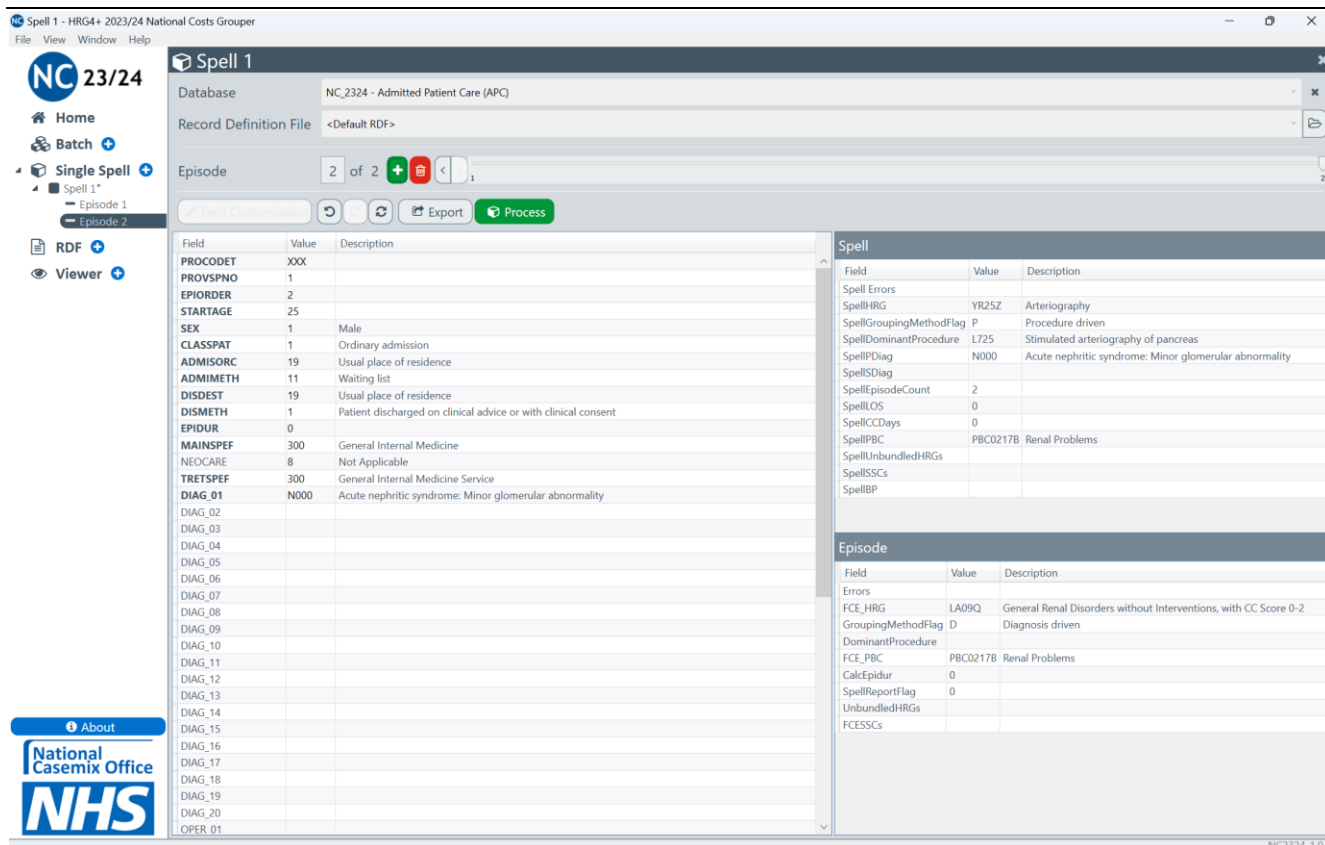 NC Spell 1 - HRG4+ 2023/24 National Costs Grouper
File View Window Help
NC 23/24
Home
Batch
Single Spell
Spell 1*
Episode 1
Episode 2
RDF
Viewer
About
National
Casemix Office
NHS
Spell 1
Database NC_2324 - Admitted Patient Care (APC)
Record Definition File <Default RDF>
Episode 2 of 2 1 2
Field Customisation Export Process
Field Value Description
PROCODET XXX
PROVSPNO 1
EPIORDER 2
STARTAGE 25
SEX 1 Male
CLASSPAT 1 Ordinary admission
ADMISORC 19 Usual place of residence
ADMIMETH 11 Waiting list
DISDEST 19 Usual place of residence
DISMETH 1 Patient discharged on clinical advice or with clinical consent
EPIDUR 0
MAINSPEF 300 General Internal Medicine
NEOCARE 8 Not Applicable
TRETSPEF 300 General Internal Medicine Service
DIAG_01 N000 Acute nephritic syndrome: Minor glomerular abnormality
DIAG_02
DIAG_03
DIAG_04
DIAG_05
DIAG_06
DIAG_07
DIAG_08
DIAG_09
DIAG_10
DIAG_11
DIAG_12
DIAG_13
DIAG_14
DIAG_15
DIAG_16
DIAG_17
DIAG_18
DIAG_19
DIAG_20
OPER_01
Spell
Field Value Description
Spell Errors
SpellHRG YR25Z Arteriography
SpellGroupingMethodFlag P Procedure driven
SpellDominantProcedure L725 Stimulated arteriography of pancreas
SpellPDiag N000 Acute nephritic syndrome: Minor glomerular abnormality
SpellSDiag
SpellEpisodeCount 2
SpellLOS 0
SpellCCDays 0
SpellPBC PBC0217B Renal Problems
SpellUnbundledHRGs
SpellSSCs
SpellBP
Episode
Field Value Description
Errors
FCE_HRG LA09Q General Renal Disorders without Interventions, with CC Score 0-2
GroupingMethodFlag D Diagnosis driven
DominantProcedure
FCE_PBC PBC0217B Renal Problems
CalcEpidur 0
SpellReportFlag 0
UnbundledHRGs
FCESSCs